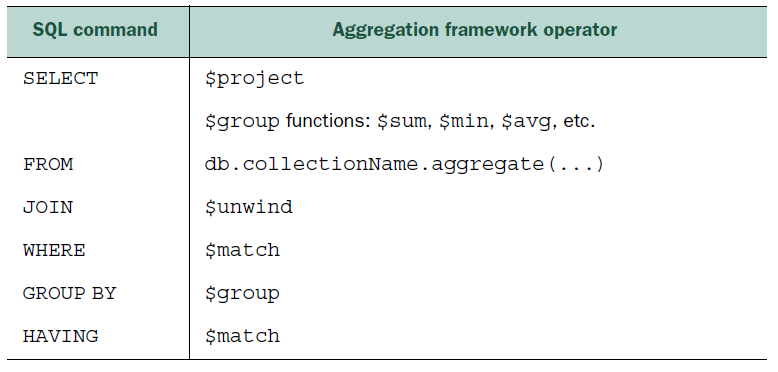 SQL command Aggregation framework operator
SELECT $project
$group functions: $sum, $min, $avg, etc.
FROM db.collectionName.aggregate(...)
JOIN $unwind
WHERE $match
GROUP BY $group
HAVING $match